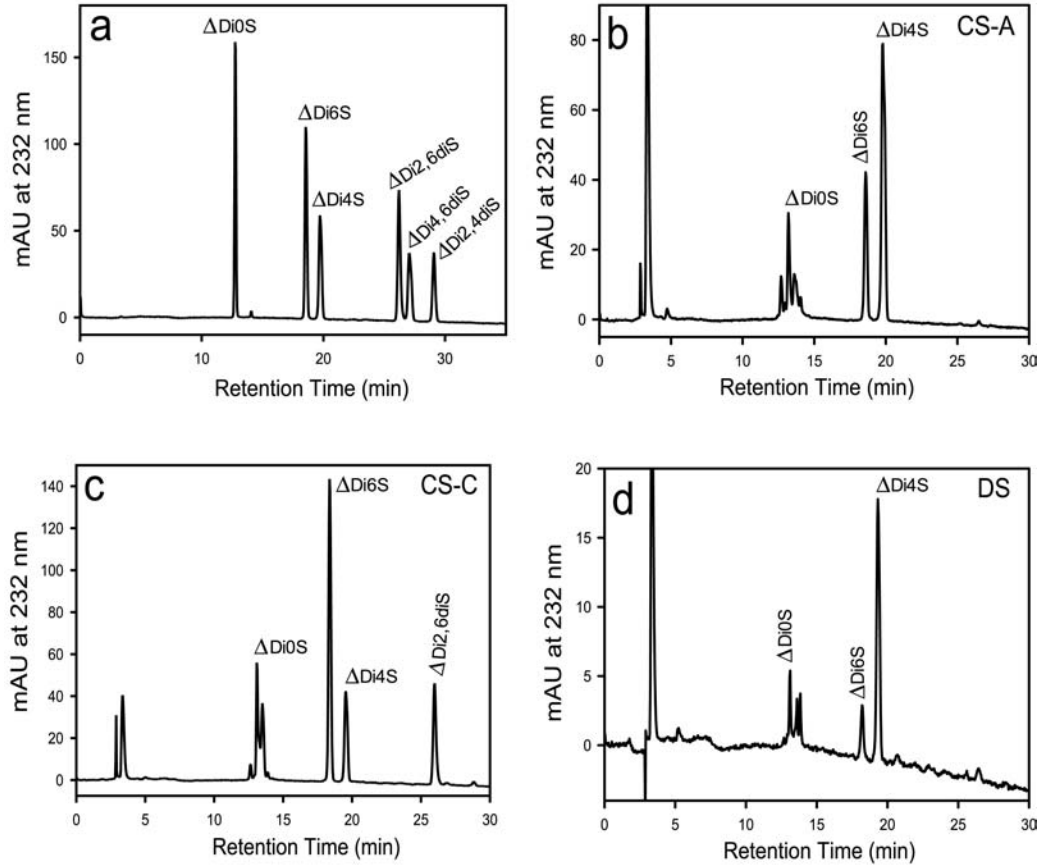 a
ΔDi0S
ΔDi6S
ΔDi4S
ΔDi2,6diS
ΔDi4,6diS
ΔDi2,4diS
150
100
50
0
mAU at 232 nm
0 10 20 30
Retention Time (min)
b
CS-A
ΔDi4S
ΔDi6S
ΔDi0S
80
60
40
20
0
mAU at 232 nm
0 5 10 15 20 25 30
Retention Time (min)
c
CS-C
ΔDi6S
ΔDi0S
ΔDi4S
ΔDi2,6diS
140
120
100
80
60
40
20
0
mAU at 232 nm
0 5 10 15 20 25 30
Retention Time (min)
d
DS
ΔDi4S
ΔDi0S
ΔDi6S
20
15
10
5
0
mAU at 232 nm
0 5 10 15 20 25 30
Retention Time (min)